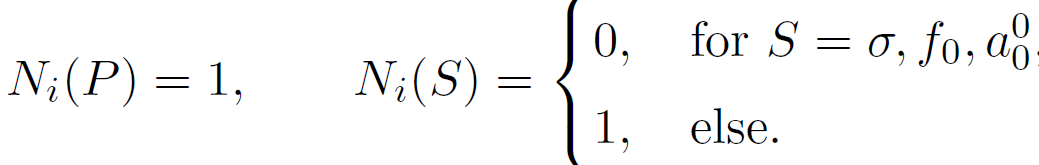 N_i(P) = 1, N_i(S) = { 0, for S = σ, f_0, a_0^0,
1, else.